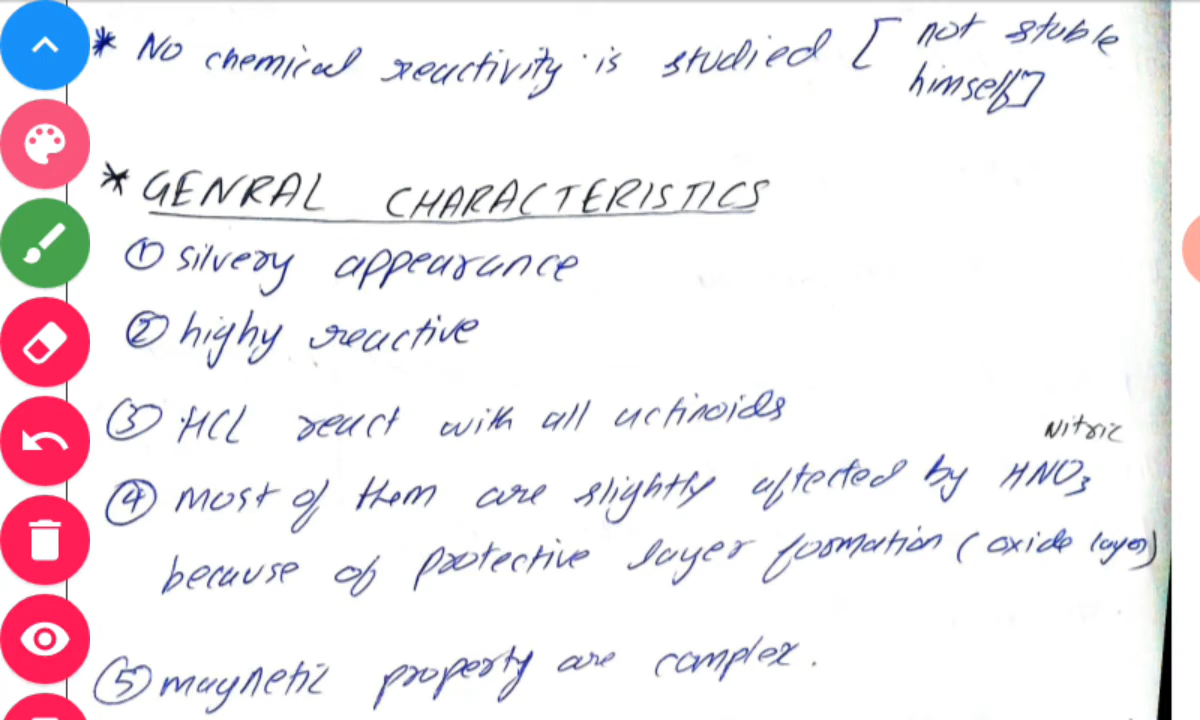 * No chemical reactivity is studied [ not stable
himself]
* GENRAL CHARACTERISTICS
① silvery appearance
② highy reactive
③ HCL react with all actinoids
Nitric
④ most of them are slightly aftected by HNO₃
because of protective layer formation ( oxide layer)
⑤ magnetic property are complex.